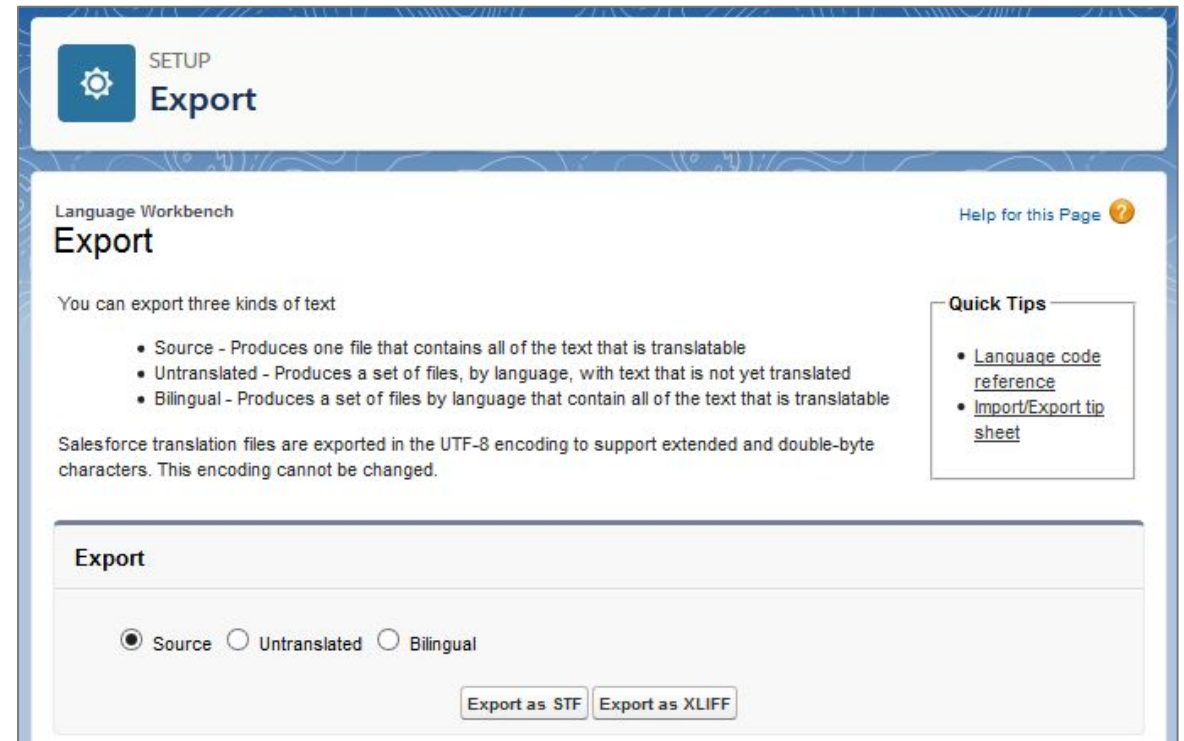 SETUP
Export
Language Workbench
Export
Help for this Page ?
You can export three kinds of text
• Source - Produces one file that contains all of the text that is translatable
• Untranslated - Produces a set of files, by language, with text that is not yet translated
• Bilingual - Produces a set of files by language that contain all of the text that is translatable
Salesforce translation files are exported in the UTF-8 encoding to support extended and double-byte
characters. This encoding cannot be changed.
Quick Tips
• Language code
reference
• Import/Export tip
sheet
Export
Source Untranslated Bilingual
Export as STF Export as XLIFF